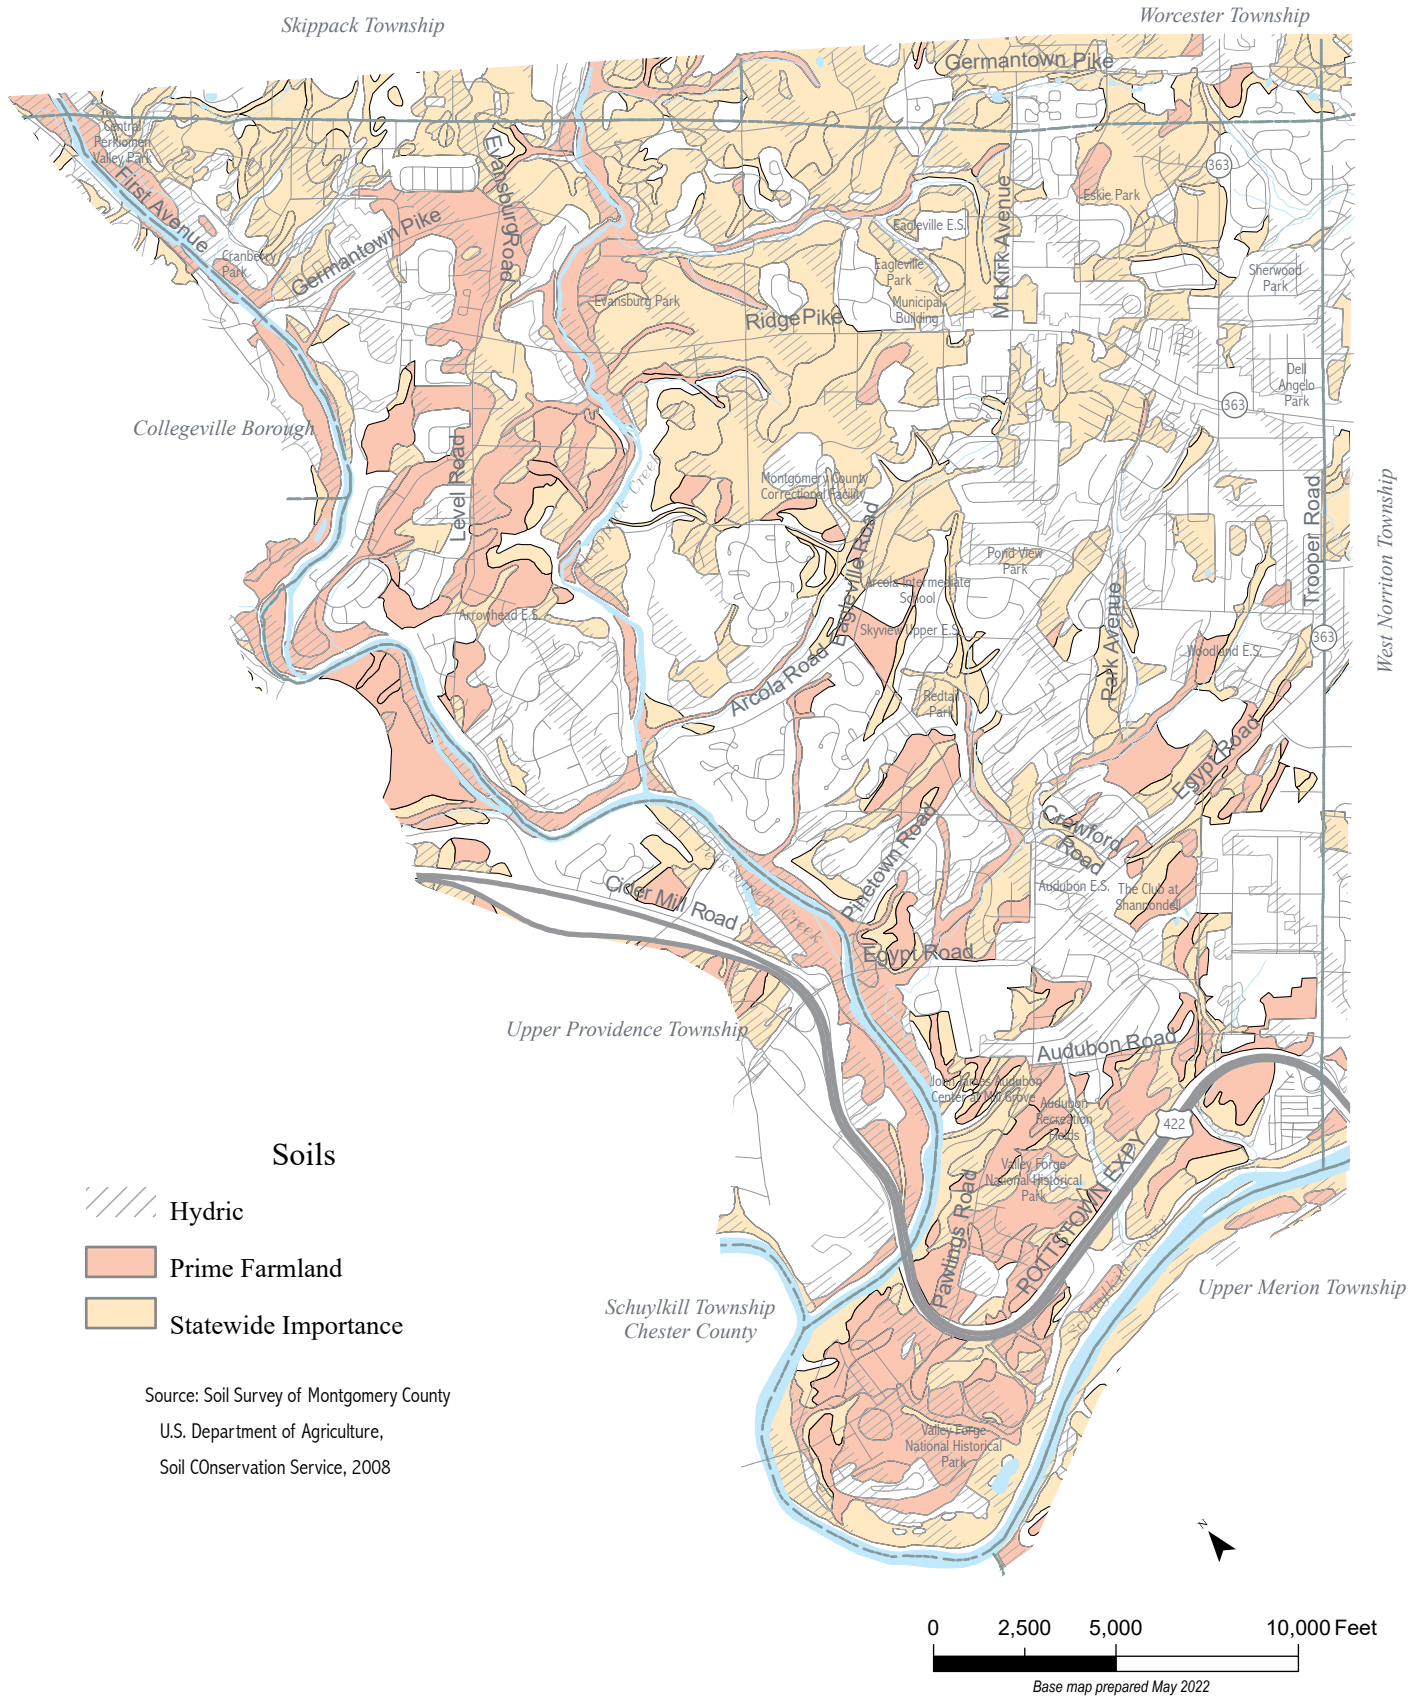 Skippack Township
Worcester Township
Germantown Pike
Central
Perkiomen
Valley Park
First Avenue
Evansburg Road
363
Mt Kirk Avenue
Eskie Park
Germantown Pike
Eagleville E.S.
Cranberry
Park
Eagleville
Park
Sherwood
Park
Evansburg Park
Municipal
Building
Ridge Pike
Dell
Angelo
Park
363
Collegeville Borough
Level Road
Montgomery County
Correctional Facility
Skippack Creek
Eagleville Road
Trooper Road
West Norriton Township
Pond View
Park
Arcola Intermediate
School
Arrowhead E.S.
Skyview Upper E.S.
Park Avenue
363
Woodland E.S.
Arcola Road
Redtail
Park
Egypt Road
Crawford
Road
Pinetown Road
Perkiomen Creek
Cider Mill Road
Audubon E.S.
The Club at
Shannondell
Egypt Road
Upper Providence Township
Audubon Road
John James Audubon
Center at Mill Grove
Audubon
Recreation
Fields
422
Valley Forge
National Historical
Park
POTTSTOWN EXPY
Pawlings Road
Schuylkill River
Upper Merion Township
Schuylkill Township
Chester County
Valley Forge
National Historical
Park
Soils
Hydric
Prime Farmland
Statewide Importance
Source: Soil Survey of Montgomery County
U.S. Department of Agriculture,
Soil COnservation Service, 2008
N
0 2,500 5,000 10,000 Feet
Base map prepared May 2022